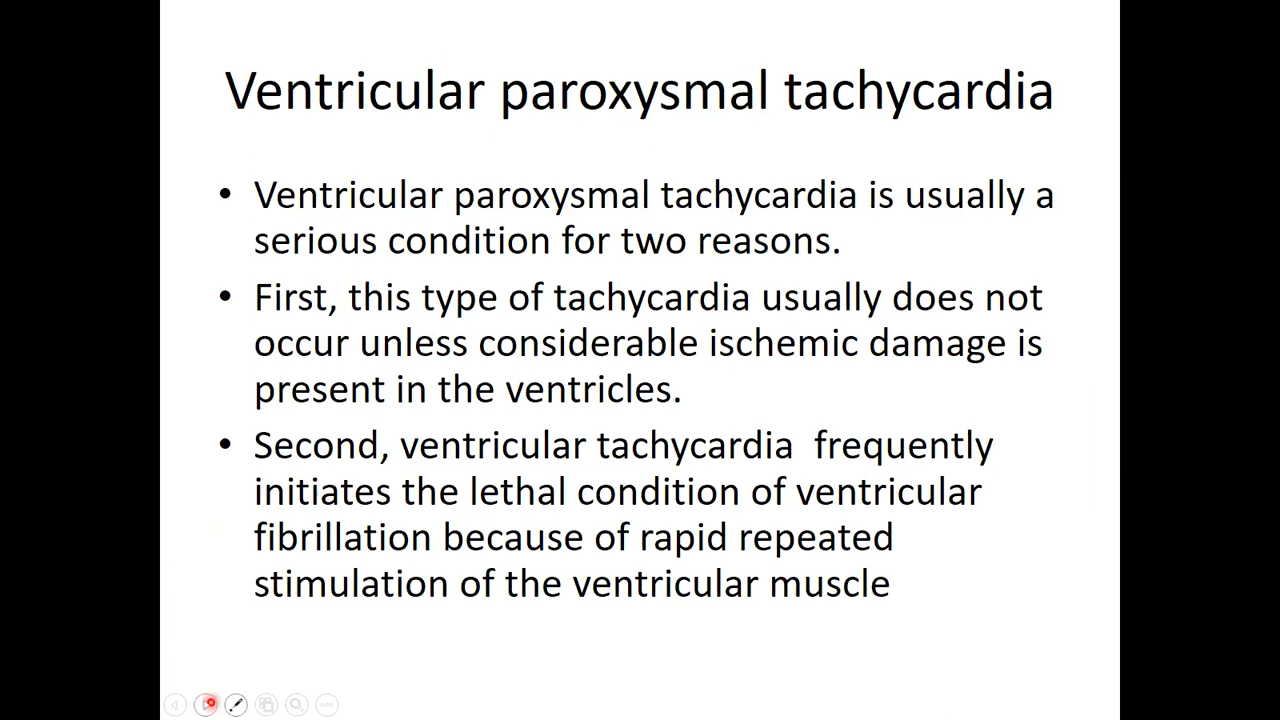 Ventricular paroxysmal tachycardia
• Ventricular paroxysmal tachycardia is usually a
serious condition for two reasons.
• First, this type of tachycardia usually does not
occur unless considerable ischemic damage is
present in the ventricles.
• Second, ventricular tachycardia  frequently
initiates the lethal condition of ventricular
fibrillation because of rapid repeated
stimulation of the ventricular muscle